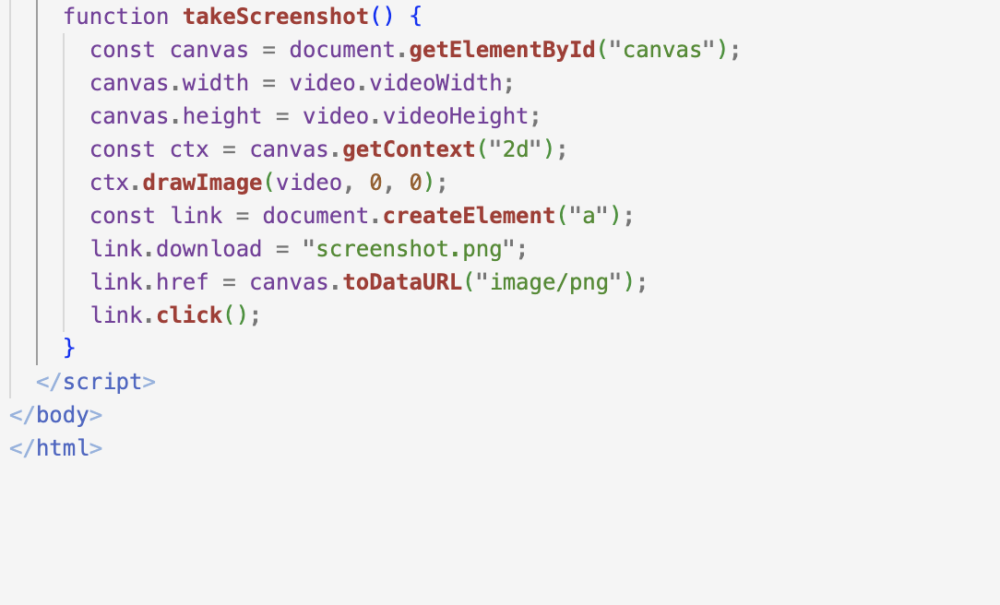 function takeScreenshot() {
const canvas = document.getElementById("canvas");
canvas.width = video.videoWidth;
canvas.height = video.videoHeight;
const ctx = canvas.getContext("2d");
ctx.drawImage(video, 0, 0);
const link = document.createElement("a");
link.download = "screenshot.png";
link.href = canvas.toDataURL("image/png");
link.click();
}
</script>
</body>
</html>